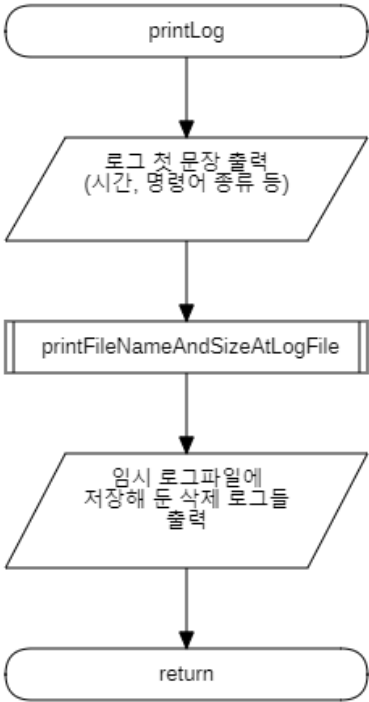 printLog
로그 첫 문장 출력
(시간, 명령어 종류 등)
printFileNameAndSizeAtLogFile
임시 로그파일에
저장해 둔 삭제 로그들
출력
return